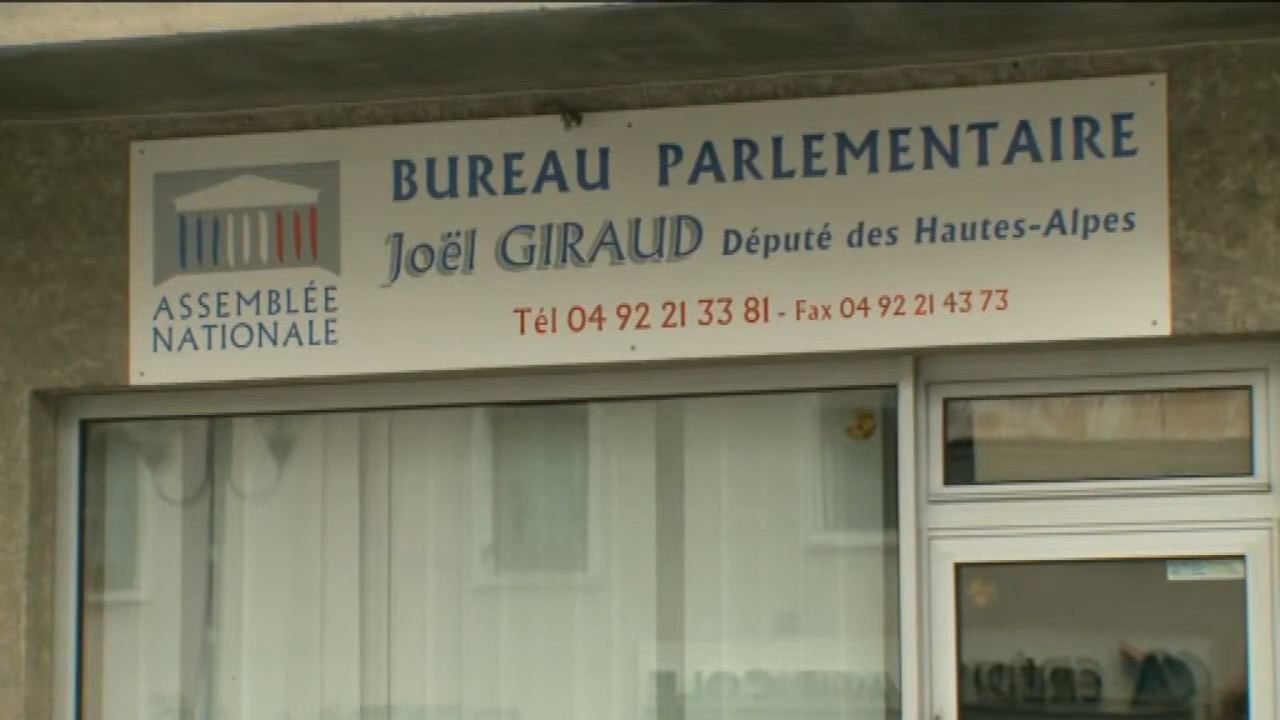 BUREAU PARLEMENTAIRE
Joël GIRAUD Député des Hautes-Alpes
Tél 04 92 21 33 81 - Fax 04 92 21 43 73
ASSEMBLÉE
NATIONALE